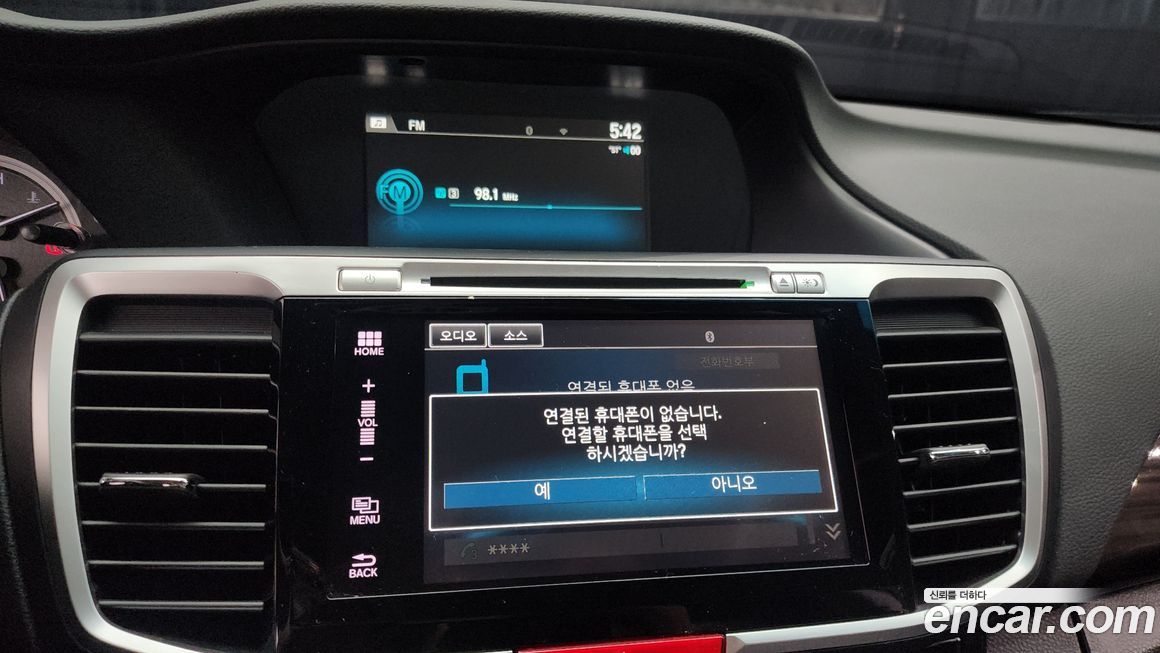 FM
5:42
00
FM
3 98.1 MHz
HOME
+
VOL
−
MENU
BACK
오디오 소스
전화번호부
연결된 휴대폰 없음
연결된 휴대폰이 없습니다.
연결할 휴대폰을 선택
하시겠습니까?
예 아니오
****
H
신뢰를 더하다
encar.com